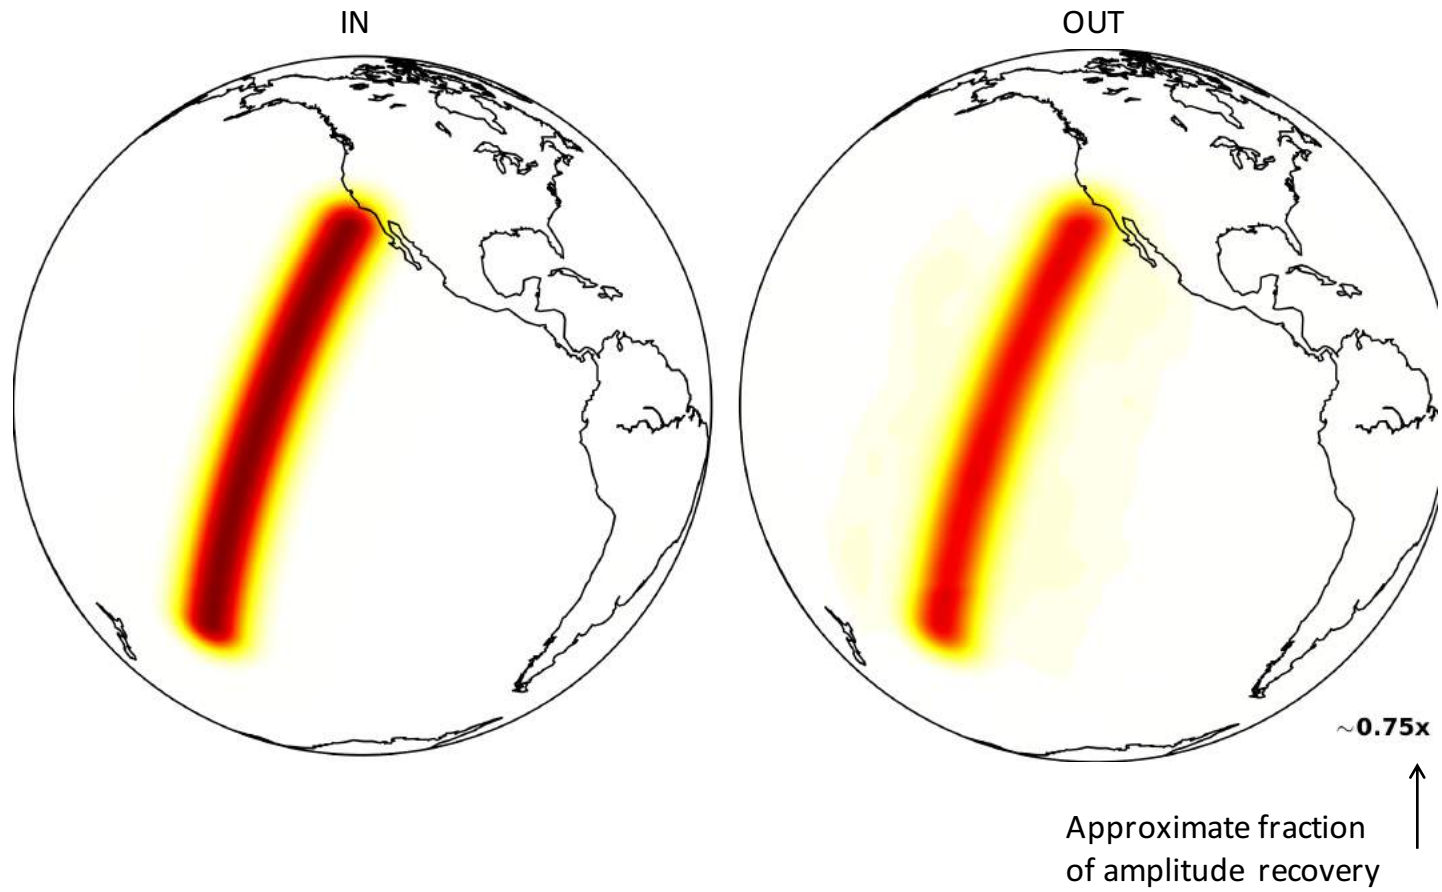 IN
OUT
~0.75x
Approximate fraction
of amplitude recovery